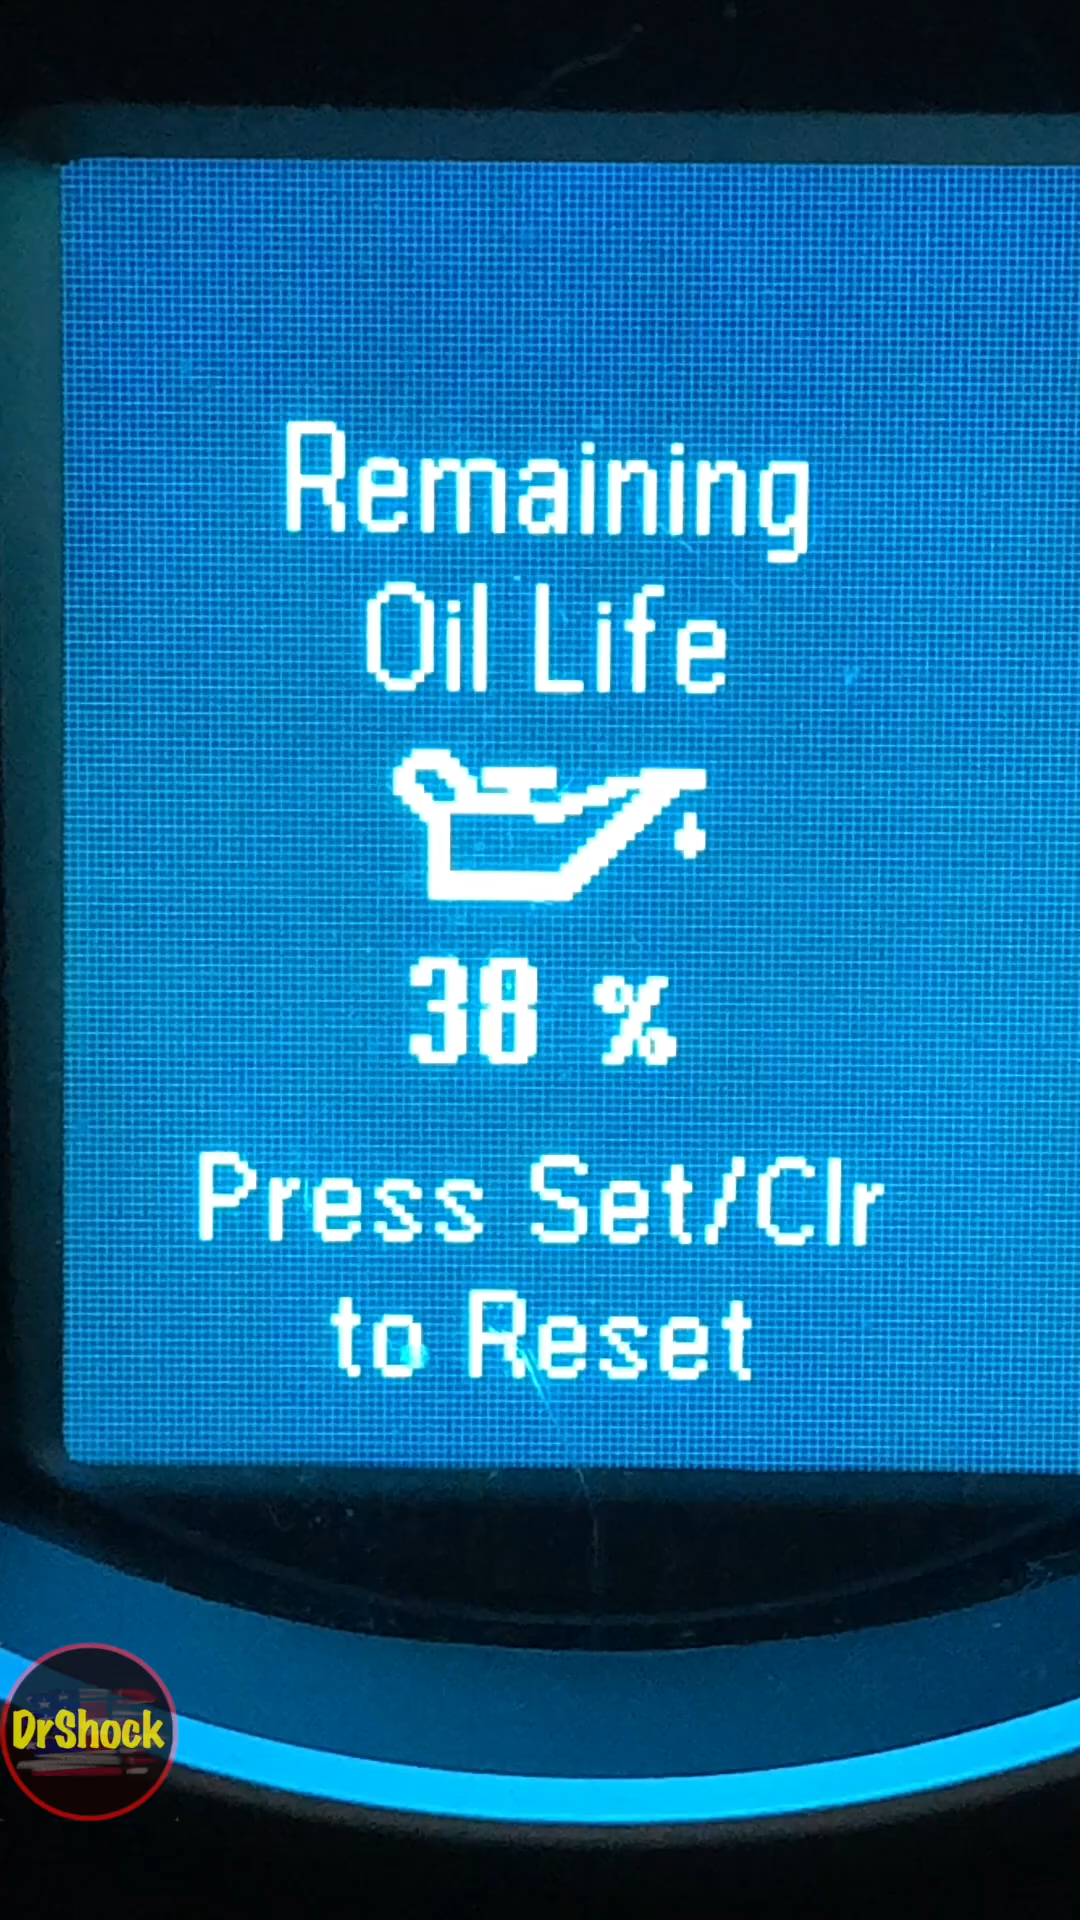 Remaining
Oil Life
38 %
Press Set/Clr
to Reset
DrShock